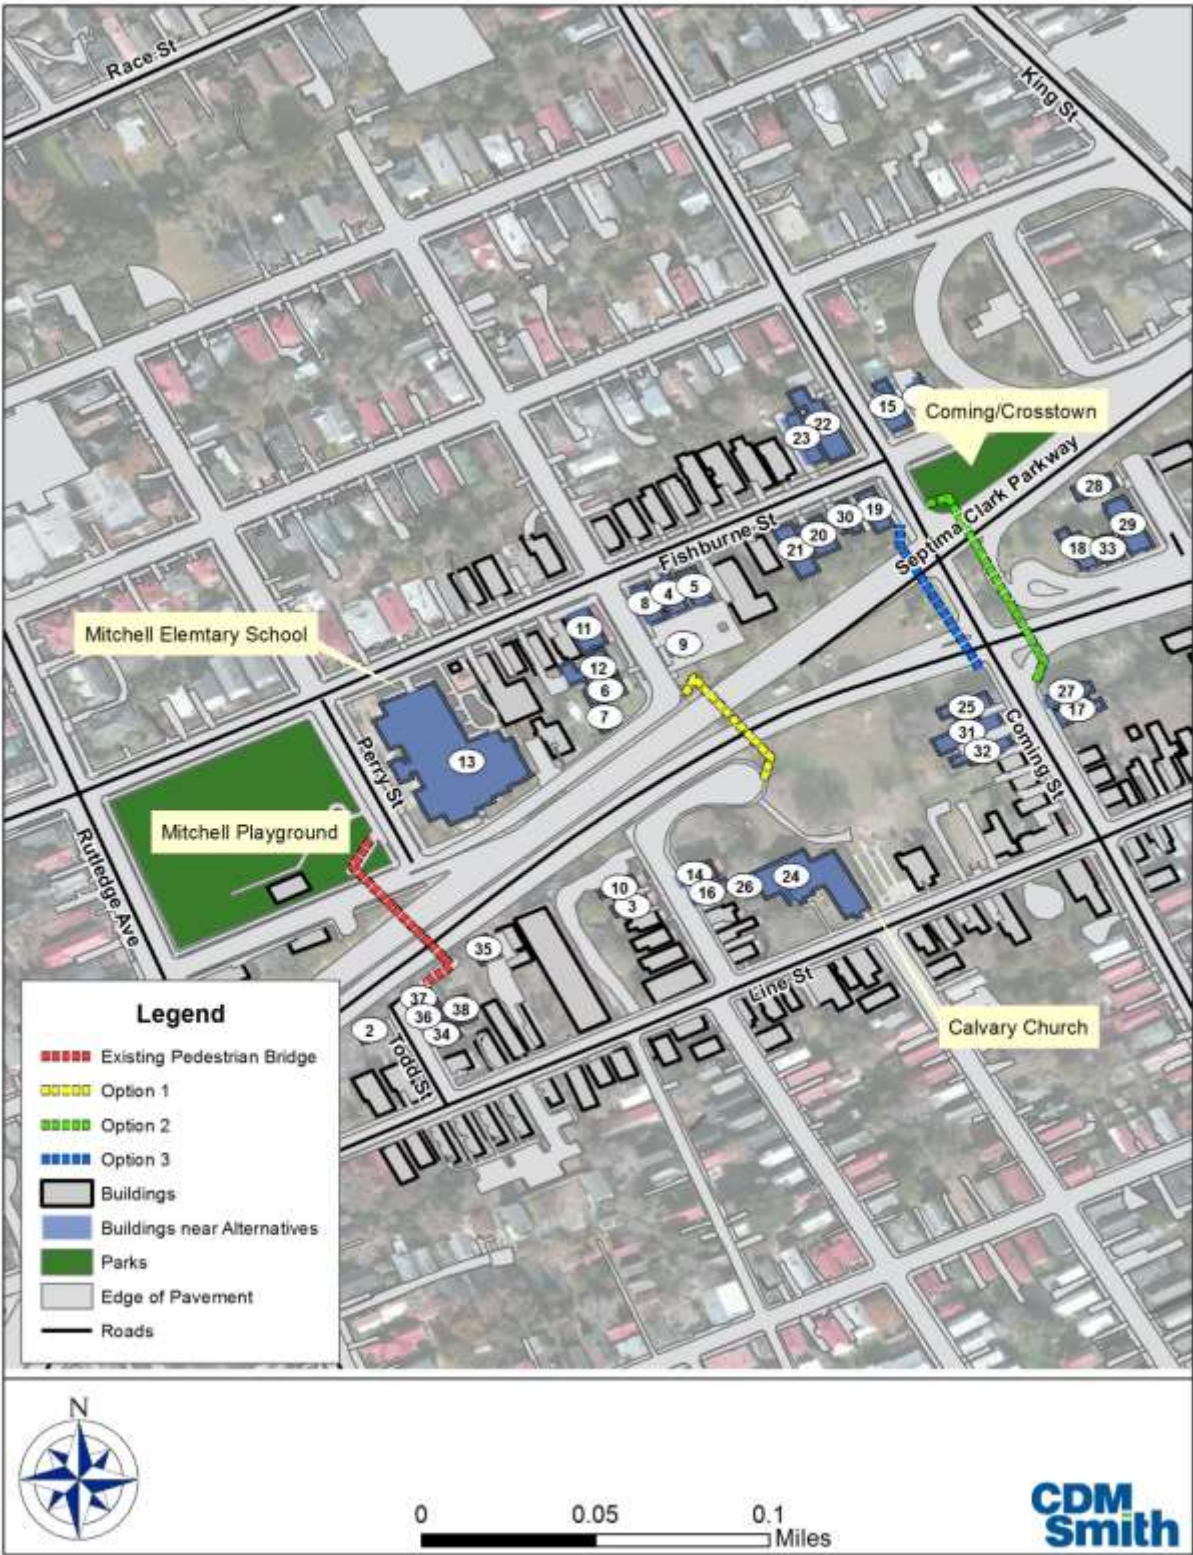 Race St
King St
15
Coming/Crosstown
22
23
Septima Clark Parkway
28
29
19
30
20
21
18
33
Fishburne St
5
4
8
Mitchell Elemtary School
11
9
12
6
7
27
17
25
31
32
Coming St
Perry St
13
Mitchell Playground
Rutledge Ave
14
16
26
24
10
3
35
Line St
37
36
38
34
2
Todd St
Calvary Church
Legend
Existing Pedestrian Bridge
Option 1
Option 2
Option 3
Buildings
Buildings near Alternatives
Parks
Edge of Pavement
Roads
N
0 0.05 0.1
Miles
CDM
Smith